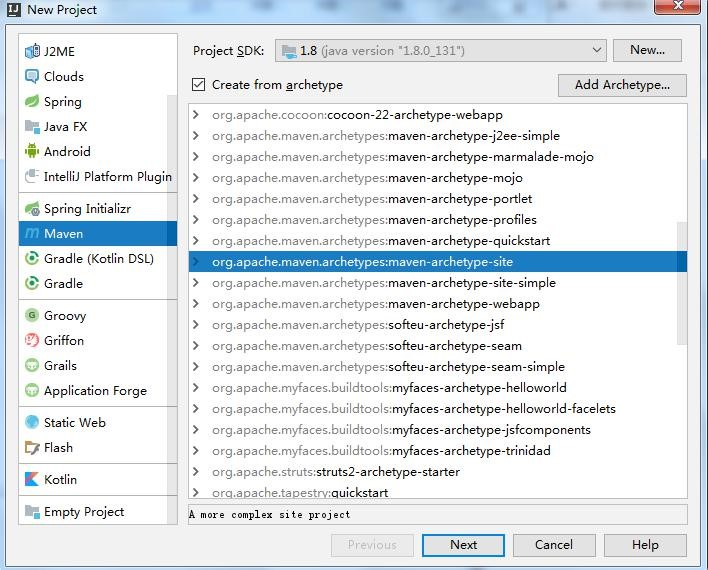 New Project
J2ME
Clouds
Spring
Java FX
Android
IntelliJ Platform Plugin
Spring Initializr
Maven
Gradle (Kotlin DSL)
Gradle
Groovy
Griffon
Grails
Application Forge
Static Web
Flash
Kotlin
Empty Project
Project SDK: 1.8 (java version "1.8.0_131") New...
Create from archetype Add Archetype...
org.apache.cocoon:cocoon-22-archetype-webapp
org.apache.maven.archetypes:maven-archetype-j2ee-simple
org.apache.maven.archetypes:maven-archetype-marmalade-mojo
org.apache.maven.archetypes:maven-archetype-mojo
org.apache.maven.archetypes:maven-archetype-portlet
org.apache.maven.archetypes:maven-archetype-profiles
org.apache.maven.archetypes:maven-archetype-quickstart
org.apache.maven.archetypes:maven-archetype-site
org.apache.maven.archetypes:maven-archetype-site-simple
org.apache.maven.archetypes:maven-archetype-webapp
org.apache.maven.archetypes:softeu-archetype-jsf
org.apache.maven.archetypes:softeu-archetype-seam
org.apache.maven.archetypes:softeu-archetype-seam-simple
org.apache.myfaces.buildtools:myfaces-archetype-helloworld
org.apache.myfaces.buildtools:myfaces-archetype-helloworld-facelets
org.apache.myfaces.buildtools:myfaces-archetype-jsfcomponents
org.apache.myfaces.buildtools:myfaces-archetype-trinidad
org.apache.struts:struts2-archetype-starter
org.apache.tapestry:quickstart
A more complex site project
Previous Next Cancel Help